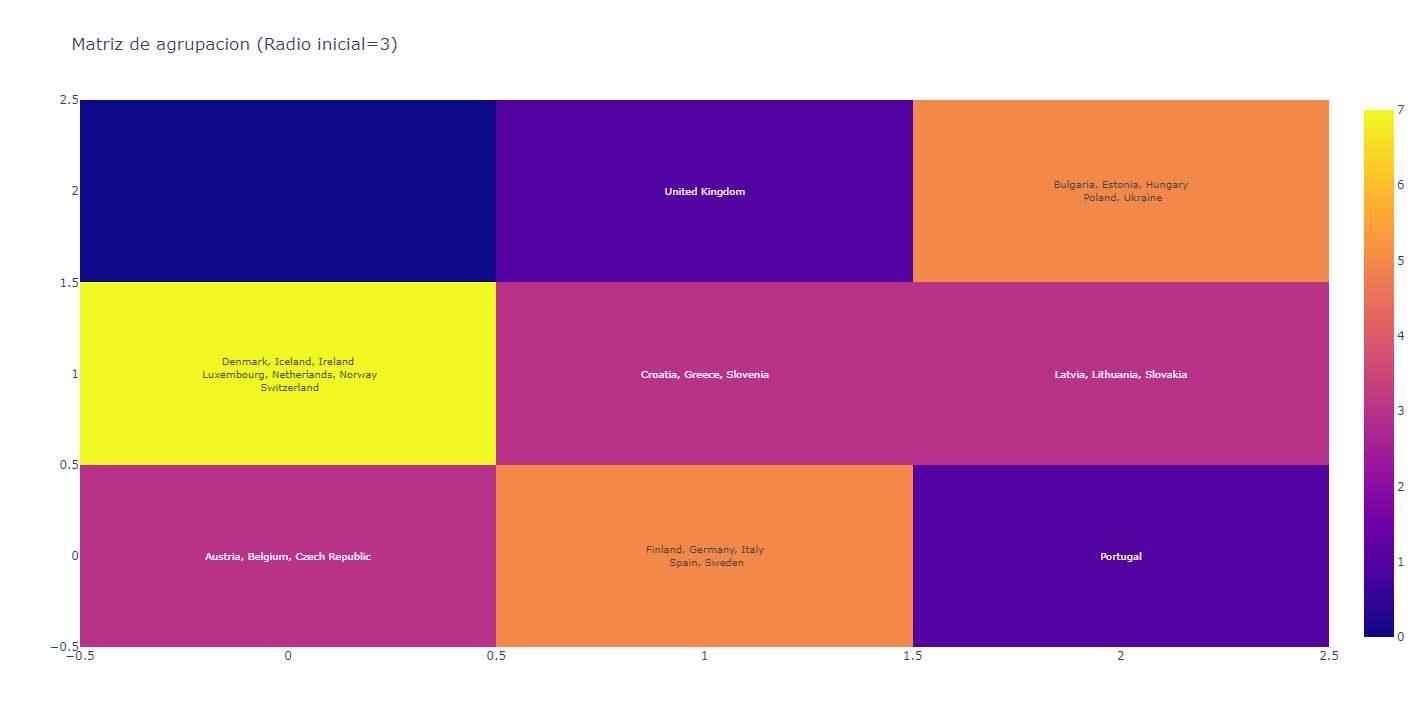 Matriz de agrupacion (Radio inicial=3)
2.5
2
1.5
1
0.5
0
−0.5
United Kingdom
Bulgaria, Estonia, Hungary
Poland, Ukraine
Denmark, Iceland, Ireland
Luxembourg, Netherlands, Norway
Switzerland
Croatia, Greece, Slovenia
Latvia, Lithuania, Slovakia
Austria, Belgium, Czech Republic
Finland, Germany, Italy
Spain, Sweden
Portugal
−0.5
0
0.5
1
1.5
2
2.5
7
6
5
4
3
2
1
0